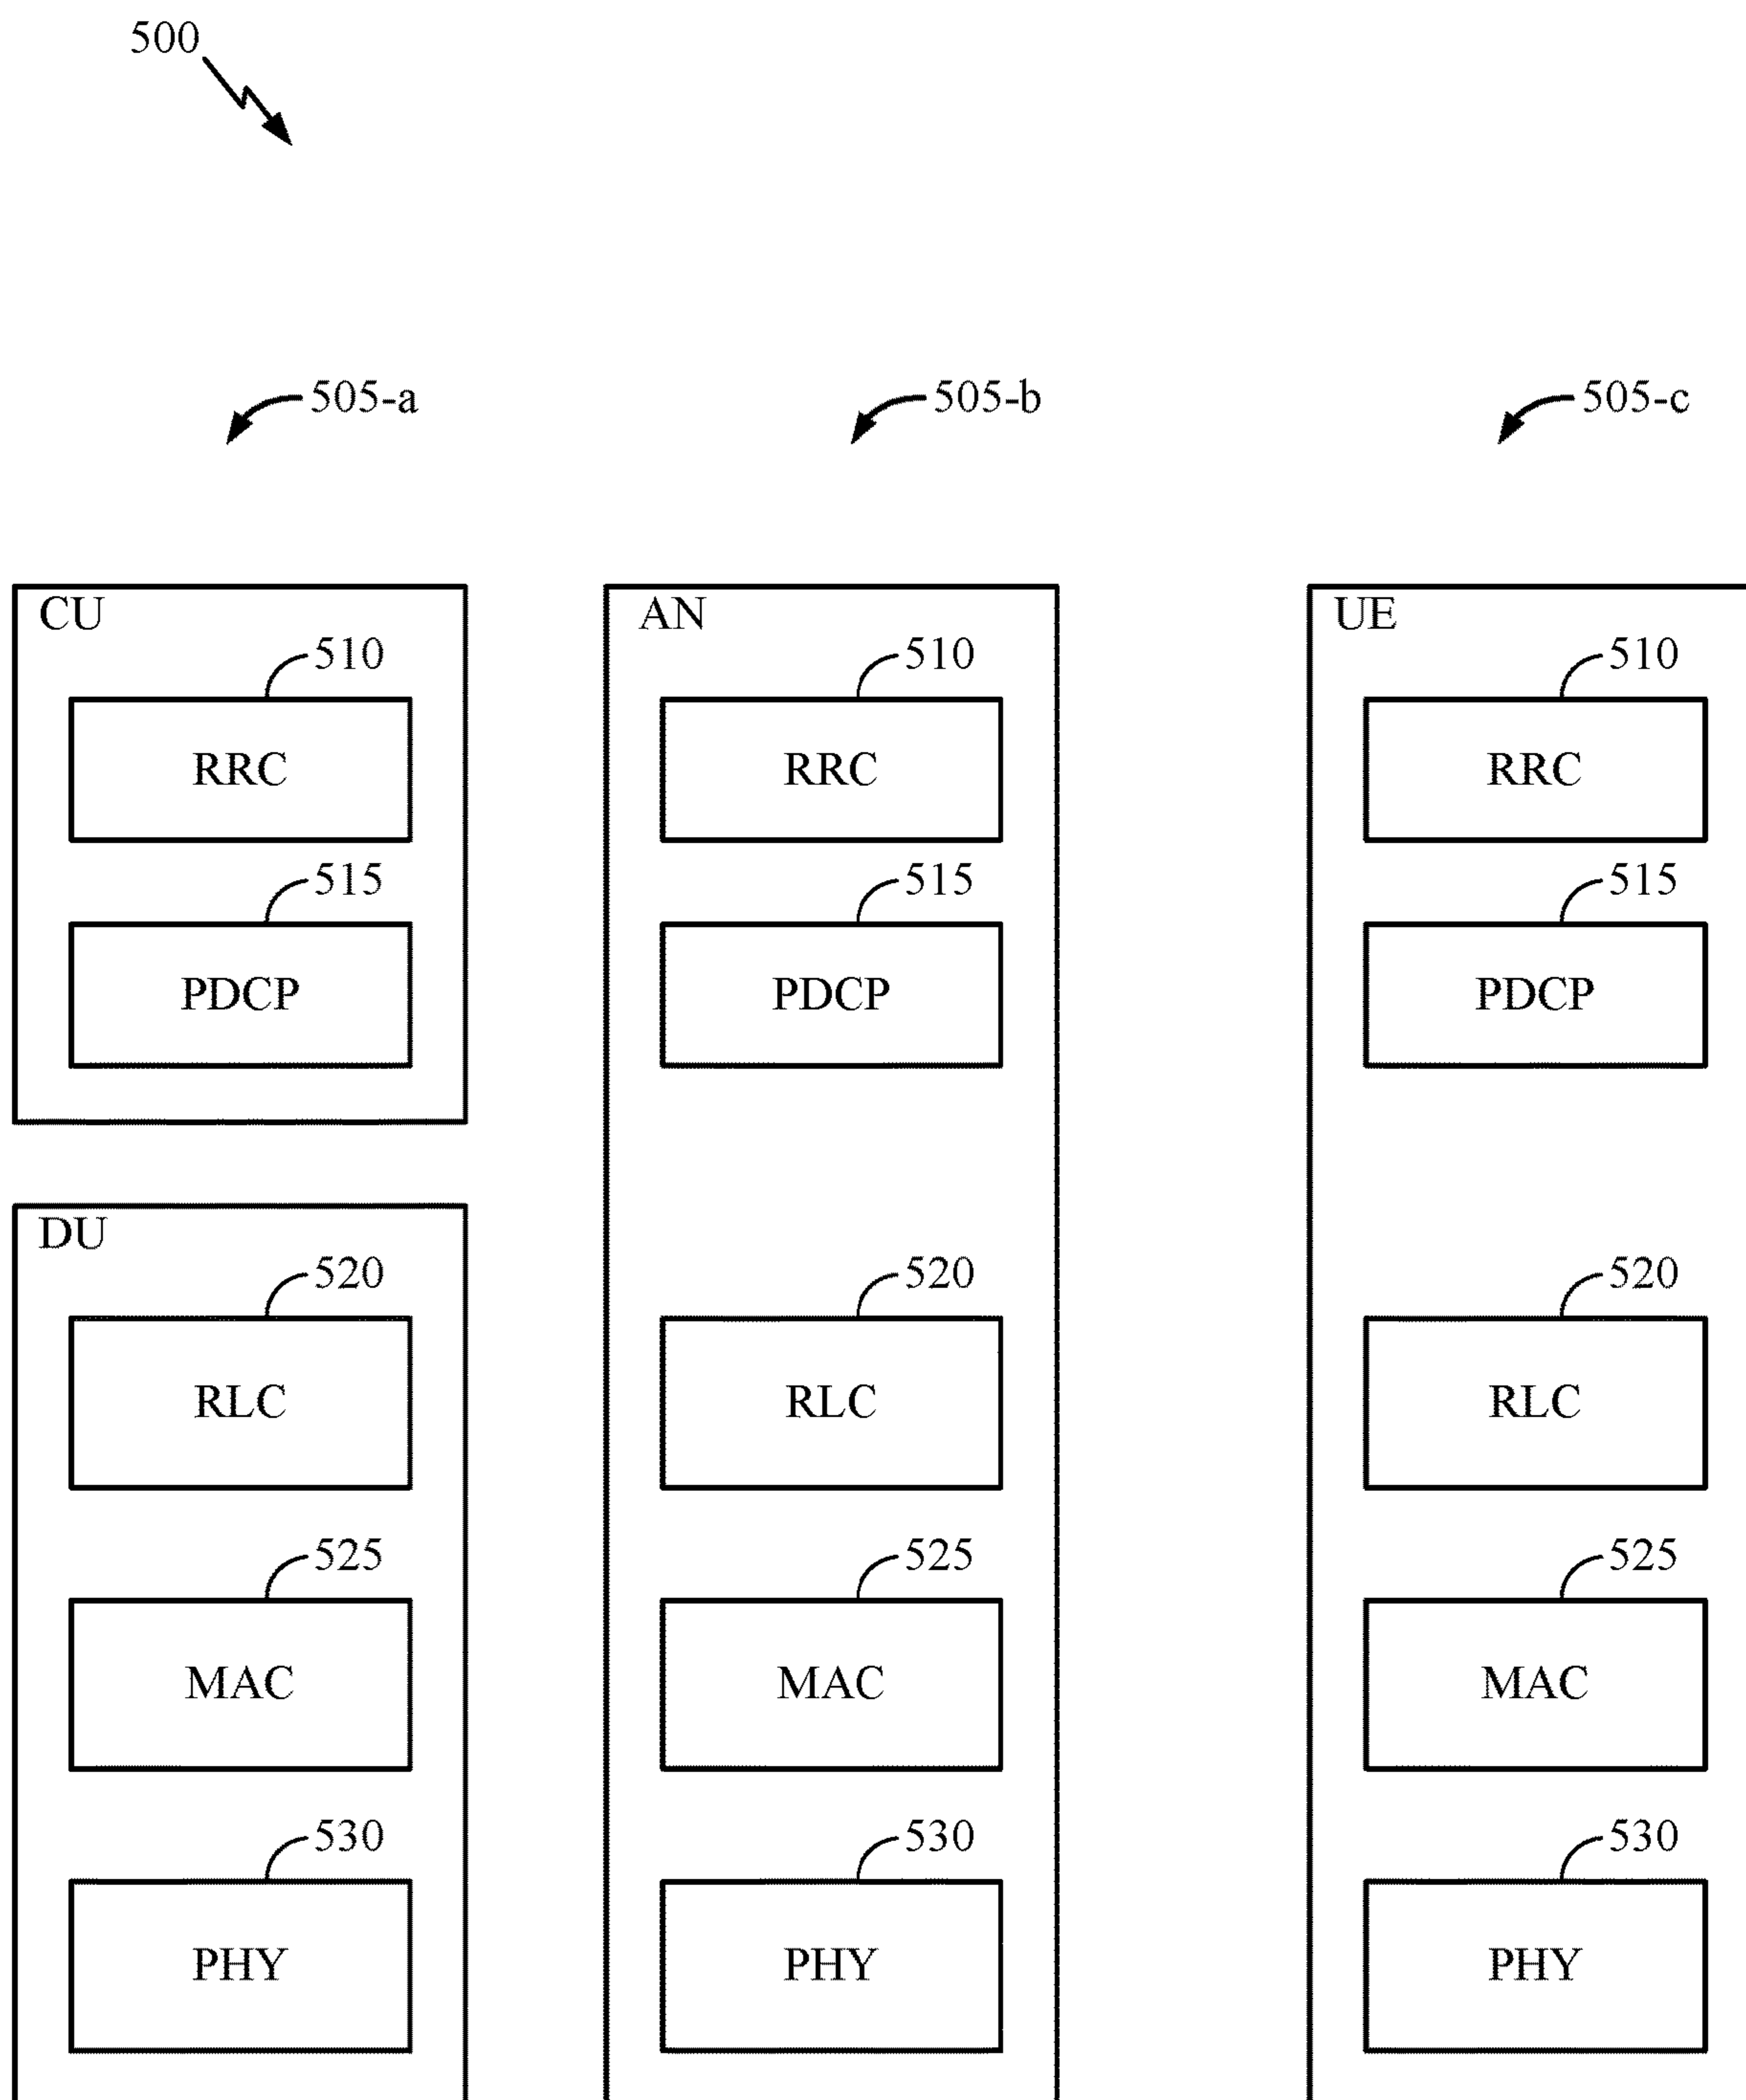 500
505-a 505-b 505-c
CU AN UE
510 510 510
RRC RRC RRC
515 515 515
PDCP PDCP PDCP
DU
520 520 520
RLC RLC RLC
525 525 525
MAC MAC MAC
530 530 530
PHY PHY PHY